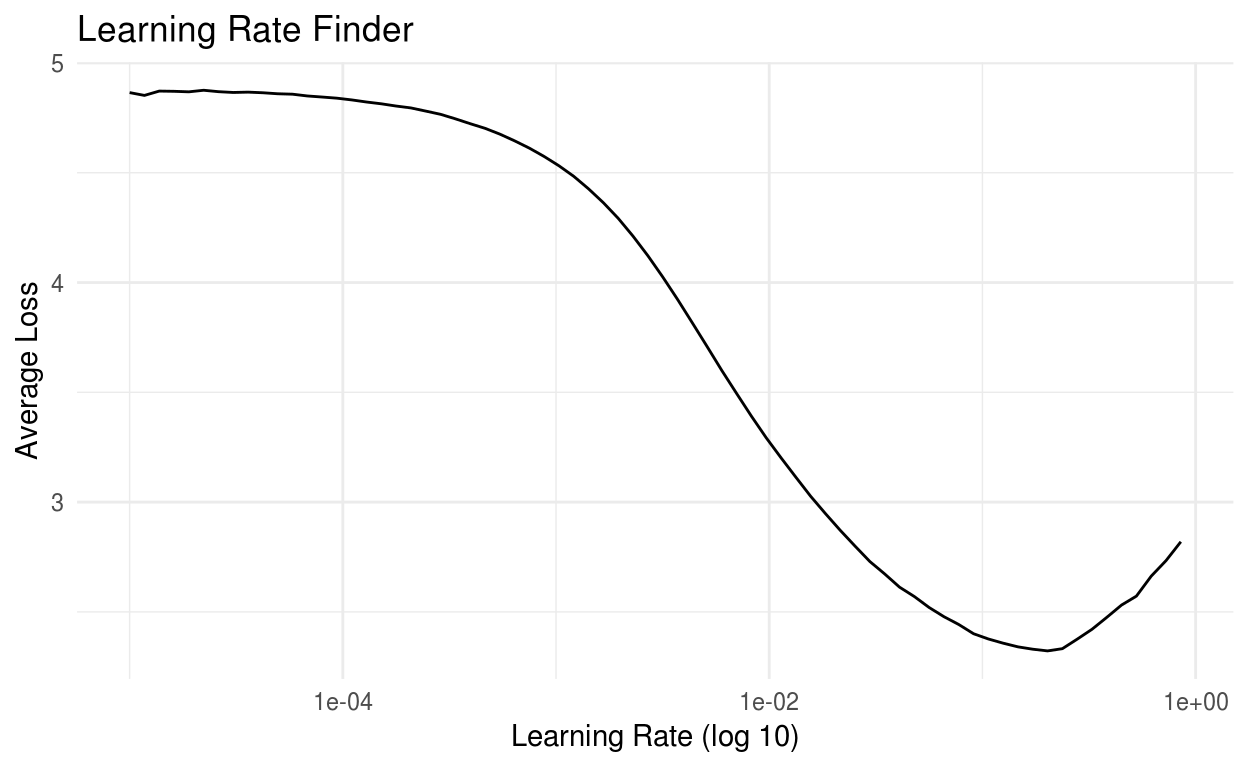 Learning Rate Finder
5
4
3
Average Loss
1e-04 1e-02 1e+00
Learning Rate (log 10)